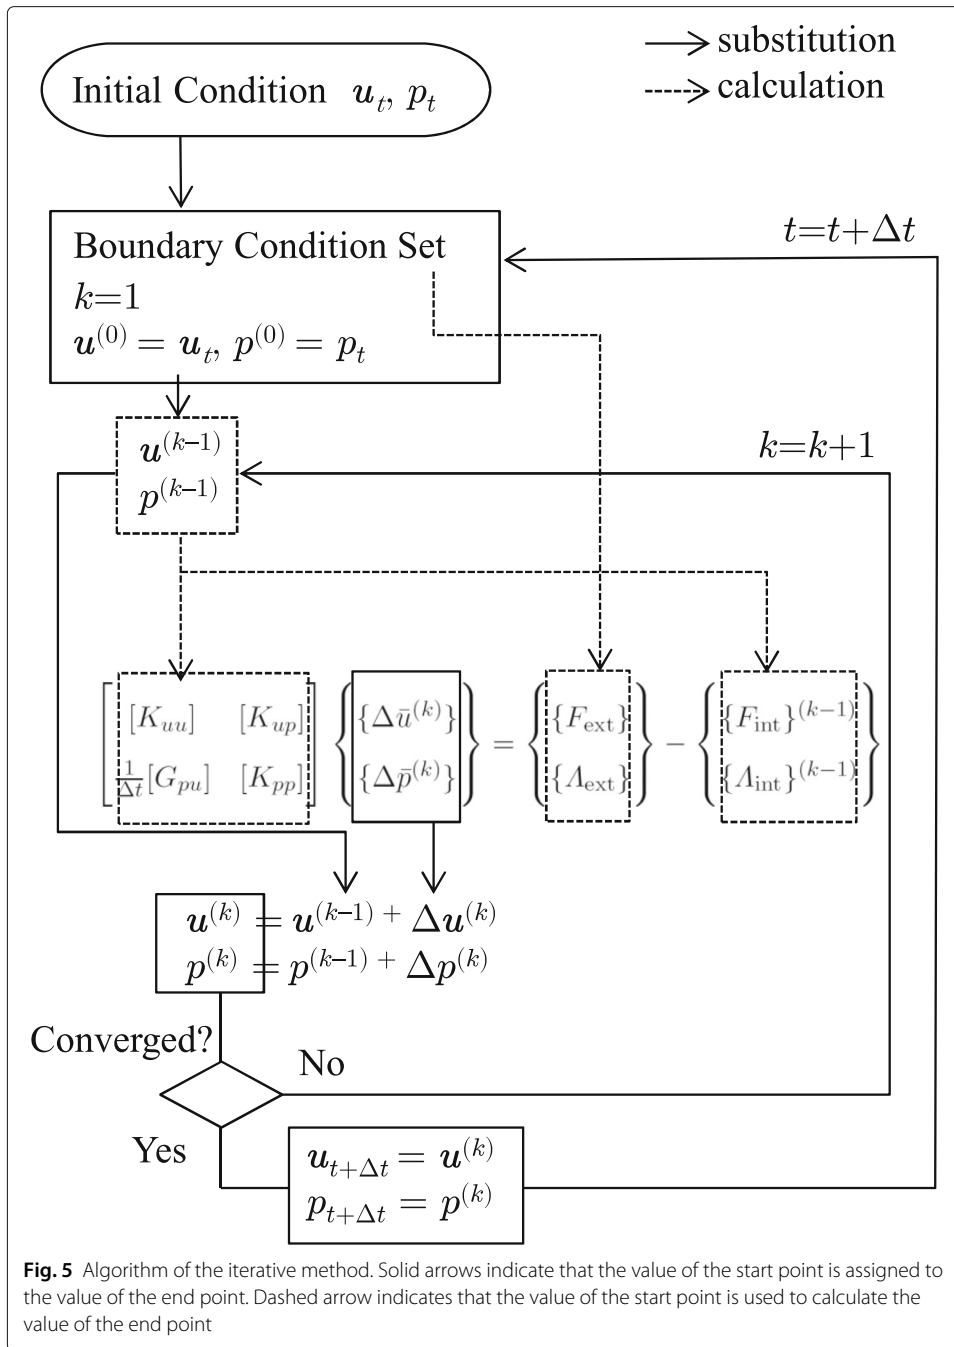 substitution
calculation
Initial Condition u_t, p_t
t=t+Δt
Boundary Condition Set
k=1
u^(0) = u_t, p^(0) = p_t
k=k+1
u^(k−1)
p^(k−1)
[K_uu] [K_up] {Δū^(k)} = {F_ext} − {F_int}^(k−1)
1/Δt [G_pu] [K_pp] {Δp̄^(k)} {Λ_ext} {Λ_int}^(k−1)
u^(k) = u^(k−1) + Δu^(k)
p^(k) = p^(k−1) + Δp^(k)
Converged?
No
Yes
u_t+Δt = u^(k)
p_t+Δt = p^(k)
Fig. 5 Algorithm of the iterative method. Solid arrows indicate that the value of the start point is assigned to
the value of the end point. Dashed arrow indicates that the value of the start point is used to calculate the
value of the end point